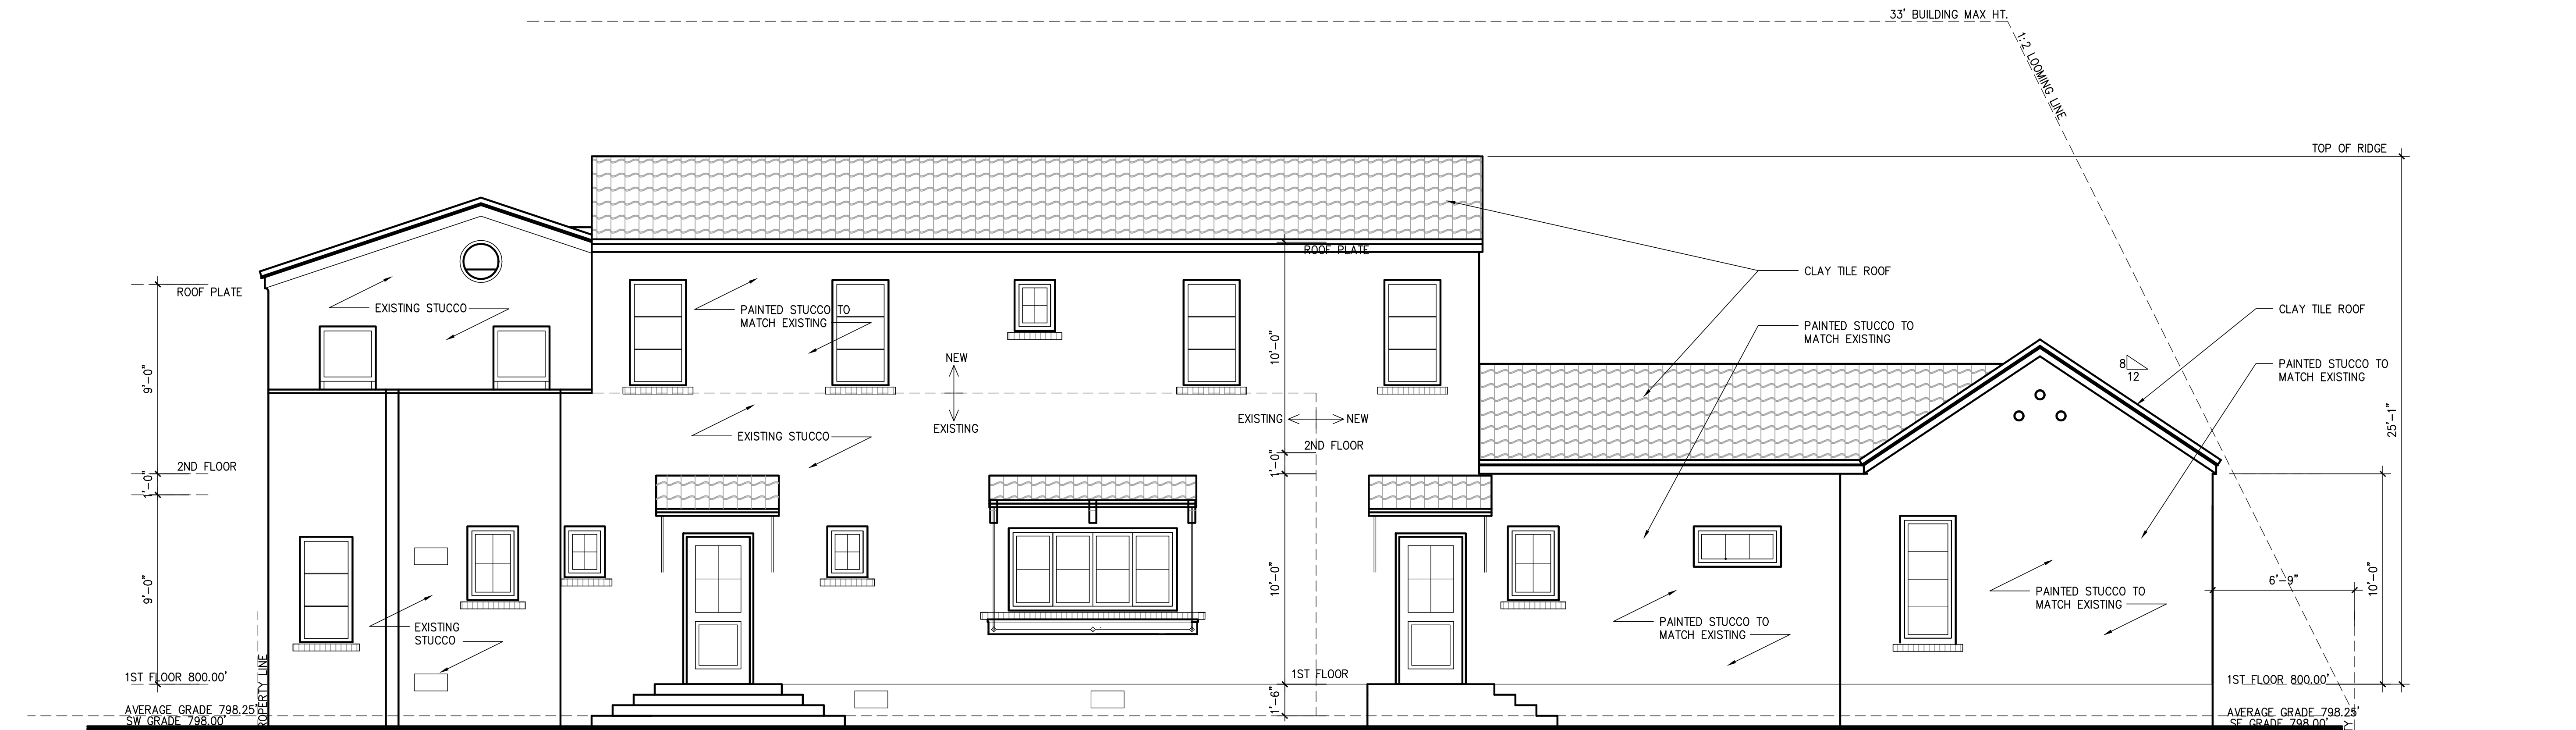 33' BUILDING MAX HT.
1:2 LOOMING LINE
TOP OF RIDGE
ROOF PLATE
CLAY TILE ROOF
ROOF PLATE
EXISTING STUCCO
PAINTED STUCCO TO
MATCH EXISTING
PAINTED STUCCO TO
MATCH EXISTING
CLAY TILE ROOF
8
12
PAINTED STUCCO TO
MATCH EXISTING
10'-0"
9'-0"
NEW
EXISTING
EXISTING
NEW
25'-1"
EXISTING STUCCO
2ND FLOOR
2ND FLOOR
1'-0"
1'-0"
9'-0"
10'-0"
10'-0"
6'-9"
PAINTED STUCCO TO
MATCH EXISTING
EXISTING
STUCCO
PAINTED STUCCO TO
MATCH EXISTING
1ST FLOOR 800.00'
1ST FLOOR
1ST FLOOR 800.00'
1'-6"
AVERAGE GRADE 798.25'
SW GRADE 798.00'
LINE
AVERAGE GRADE 798.25'
SE GRADE 798.00'